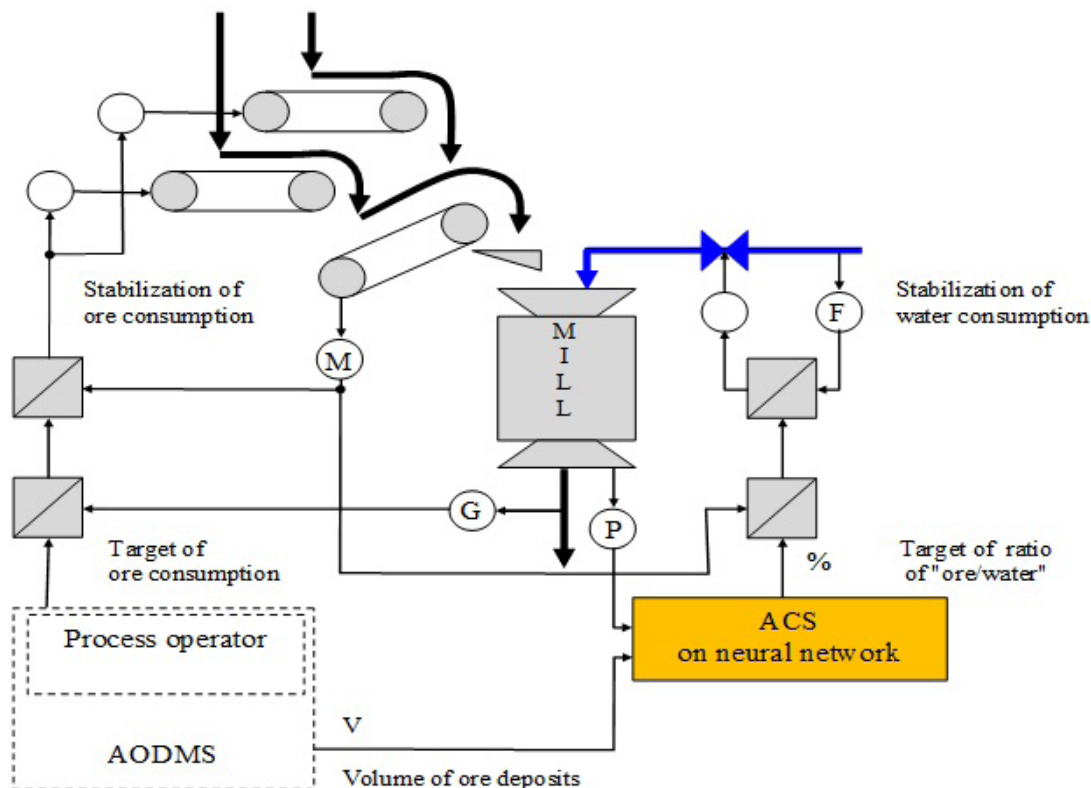 Stabilization of
ore consumption
M
M
I
L
L
F
Stabilization of
water consumption
G
P
Target of
ore consumption
%
Target of ratio
of "ore/water"
Process operator
AODMS
ACS
on neural network
V
Volume of ore deposits